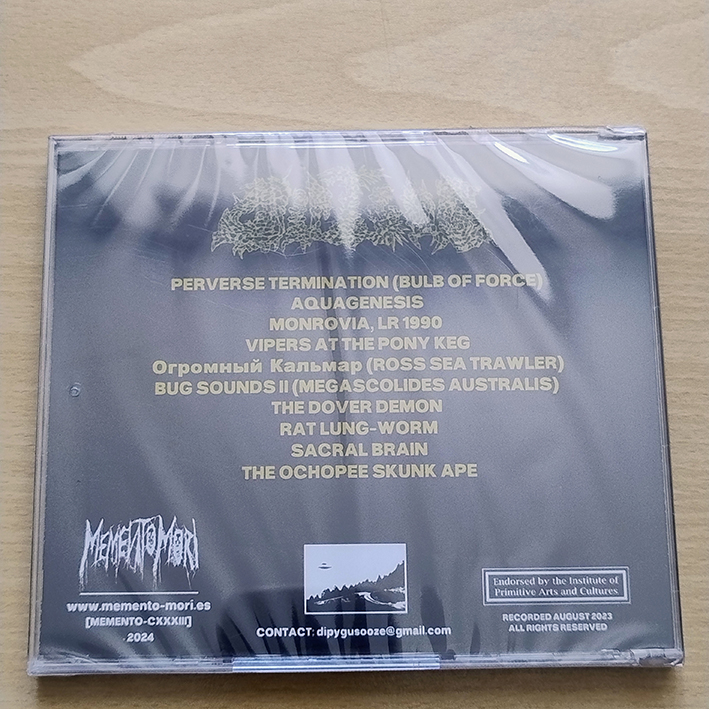 PERVERSE TERMINATION (BULB OF FORCE)
AQUAGENESIS
MONROVIA, LR 1990
VIPERS AT THE PONY KEG
Огромный Кальмар (ROSS SEA TRAWLER)
BUG SOUNDS II (MEGASCOLIDES AUSTRALIS)
THE DOVER DEMON
RAT LUNG-WORM
SACRAL BRAIN
THE OCHOPEE SKUNK APE
MEMENTO MORI
www.memento-mori.es
[MEMENTO-CXXXIII]
2024
CONTACT: dipygusooze@gmail.com
Endorsed by the Institute of
Primitive Arts and Cultures
RECORDED AUGUST 2023
ALL RIGHTS RESERVED